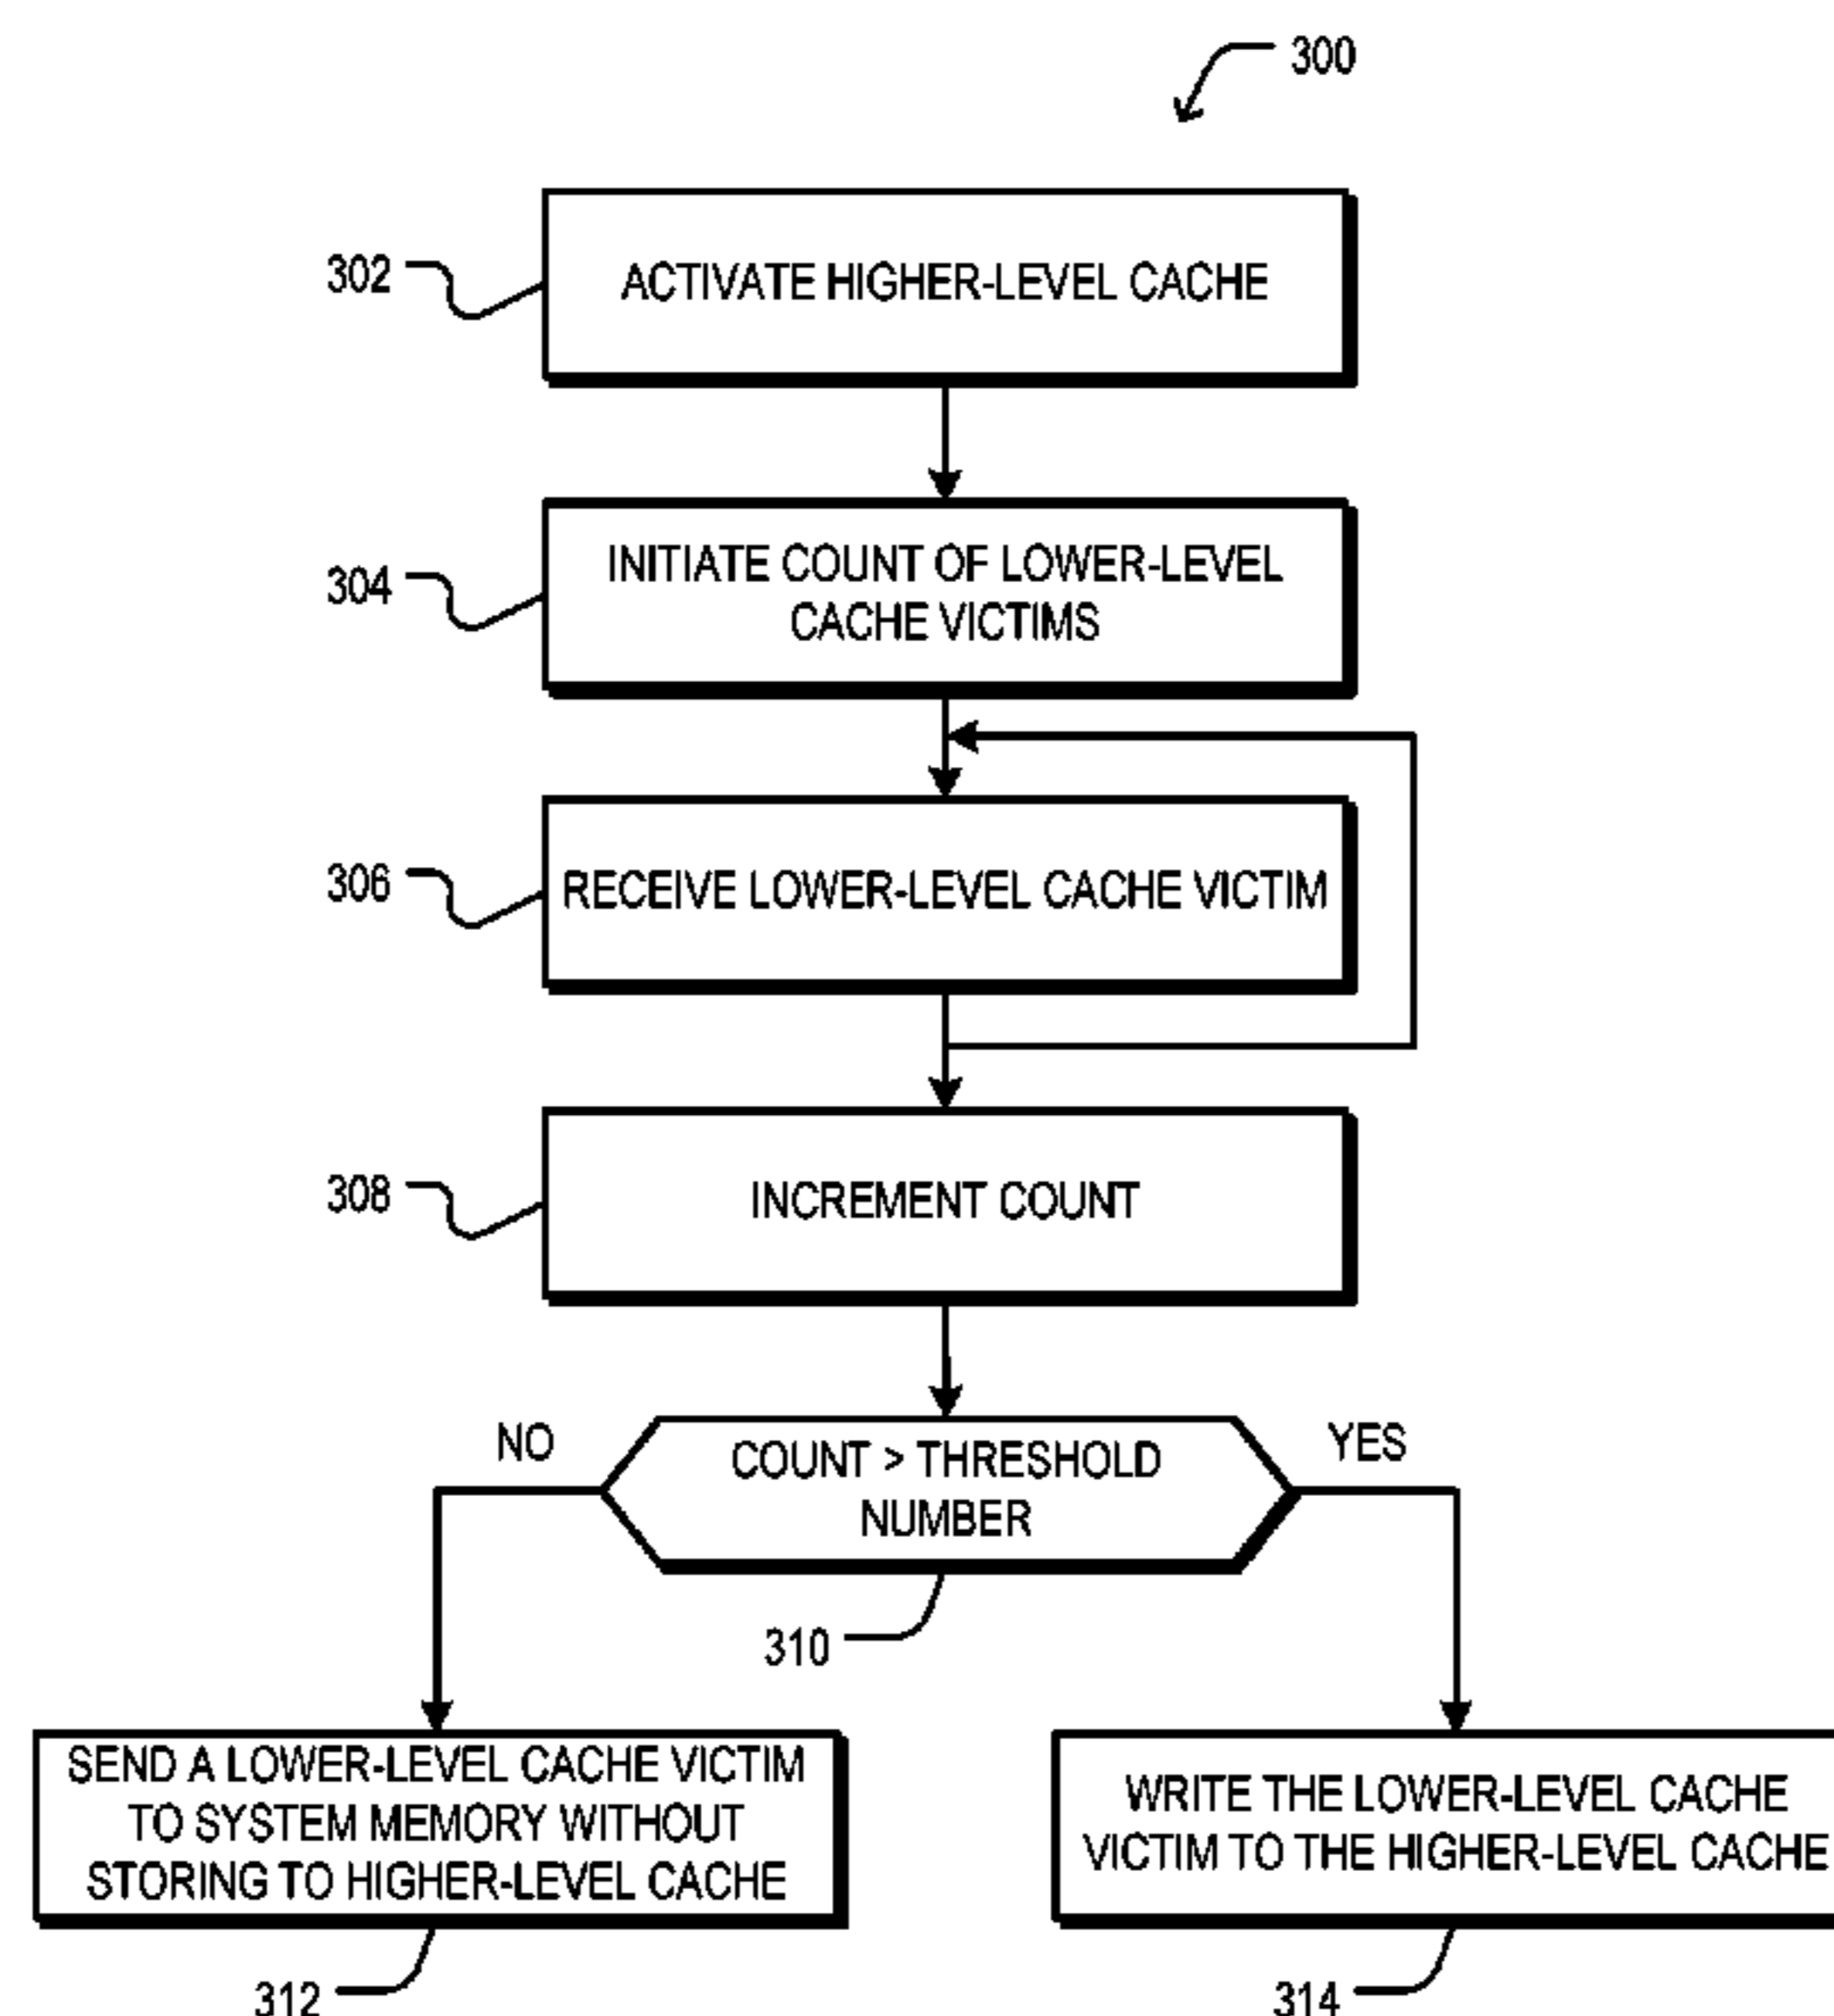 300
302
ACTIVATE HIGHER-LEVEL CACHE
304
INITIATE COUNT OF LOWER-LEVEL
CACHE VICTIMS
306
RECEIVE LOWER-LEVEL CACHE VICTIM
308
INCREMENT COUNT
NO
COUNT > THRESHOLD
NUMBER
YES
310
SEND A LOWER-LEVEL CACHE VICTIM
TO SYSTEM MEMORY WITHOUT
STORING TO HIGHER-LEVEL CACHE
WRITE THE LOWER-LEVEL CACHE
VICTIM TO THE HIGHER-LEVEL CACHE
312
314